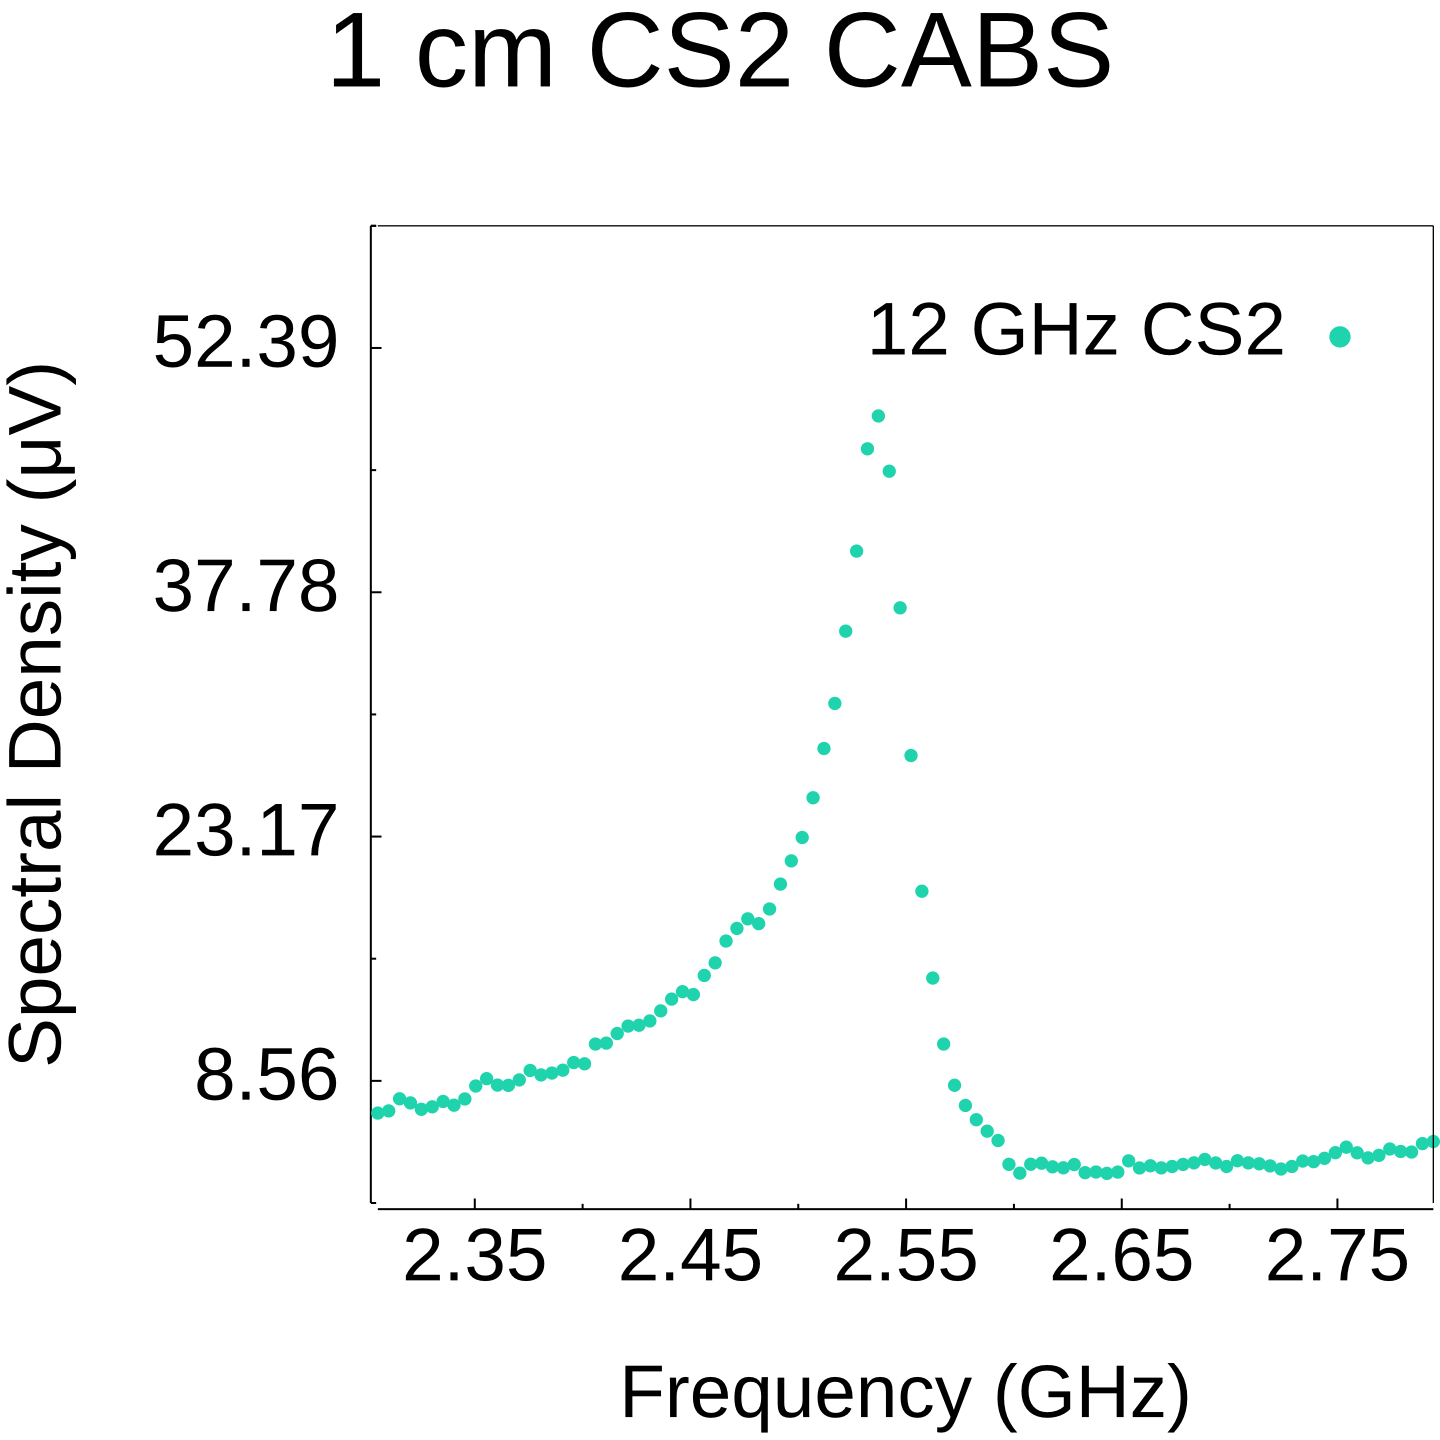 1 cm CS2 CABS
12 GHz CS2
Spectral Density (μV)
52.39
37.78
23.17
8.56
2.35 2.45 2.55 2.65 2.75
Frequency (GHz)